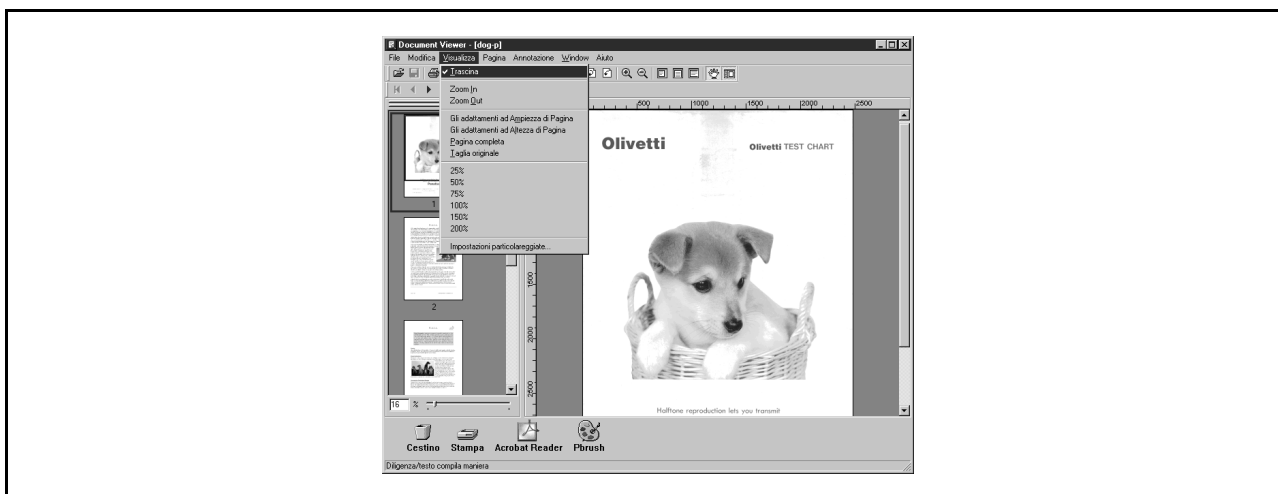 Document Viewer - [dog-p]
File Modifica Visualizza Pagina Annotazione Window Aiuto
Trascina
Zoom In
Zoom Out
Gli adattamenti ad Ampiezza di Pagina
Gli adattamenti ad Altezza di Pagina
Pagina completa
Taglia originale
25%
50%
75%
100%
150%
200%
Impostazioni particolareggiate...
500 1000 1500 2000 2500
Olivetti
Olivetti TEST CHART
1
2
1500
2000
2500
Halftone reproduction lets you transmit
16 %
Cestino Stampa Acrobat Reader Pbrush
Diligenza/testo compila maniera